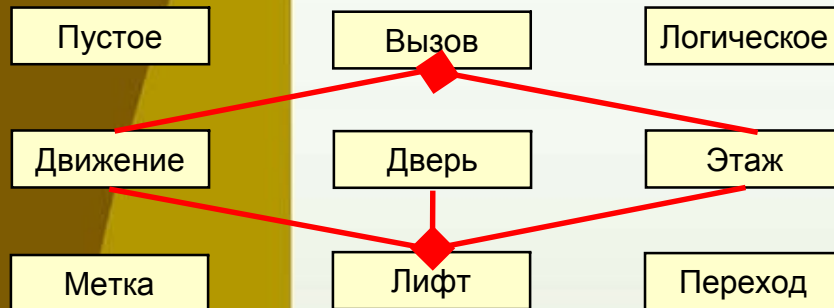 Пустое
Вызов
Логическое
Движение
Дверь
Этаж
Метка
Лифт
Переход